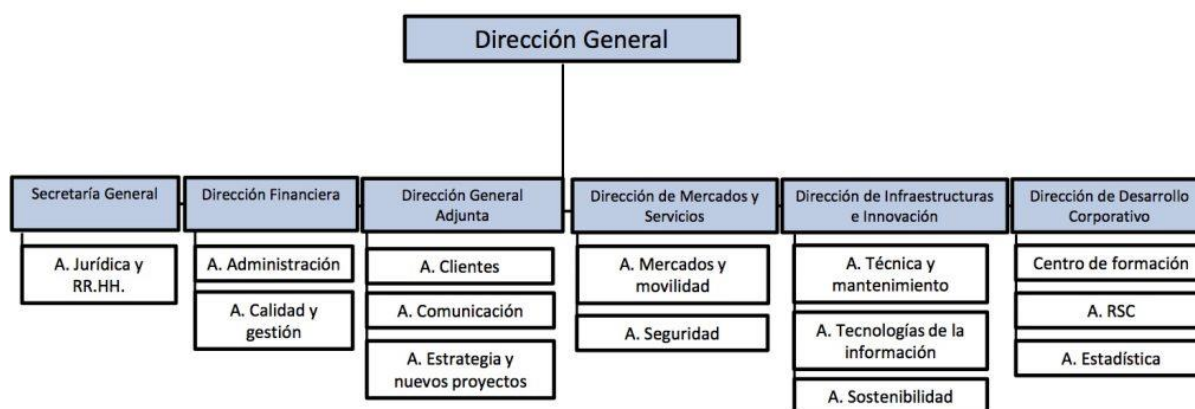 Dirección General
Secretaría General
A. Jurídica y
RR.HH.
Dirección Financiera
A. Administración
A. Calidad y
gestión
Dirección General
Adjunta
A. Clientes
A. Comunicación
A. Estrategia y
nuevos proyectos
Dirección de Mercados y
Servicios
A. Mercados y
movilidad
A. Seguridad
Dirección de Infraestructuras
e Innovación
A. Técnica y
mantenimiento
A. Tecnologías de la
información
A. Sostenibilidad
Dirección de Desarrollo
Corporativo
Centro de formación
A. RSC
A. Estadística